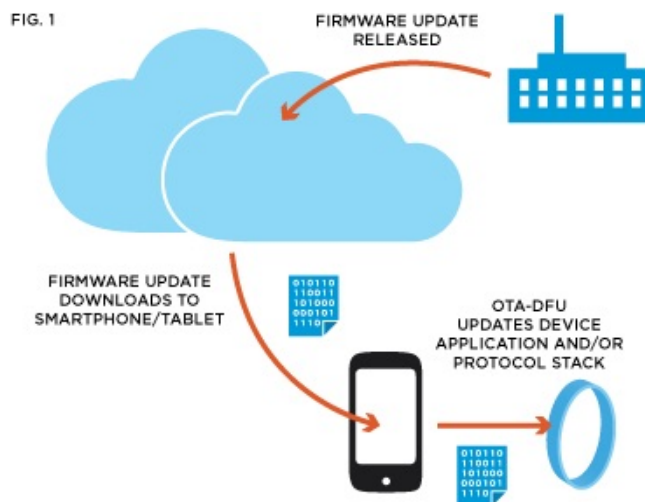 FIG. 1
FIRMWARE UPDATE
RELEASED
FIRMWARE UPDATE
DOWNLOADS TO
SMARTPHONE/TABLET
010110
110011
101000
000101
1110
OTA-DFU
UPDATES DEVICE
APPLICATION AND/OR
PROTOCOL STACK
010110
110011
101000
000101
1110